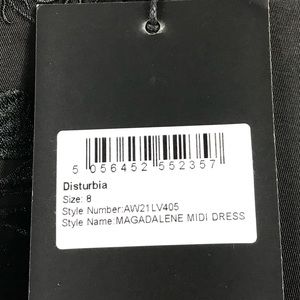 5 056452 552357
Disturbia
Size: 8
Style Number:AW21LV405
Style Name:MAGADALENE MIDI DRESS